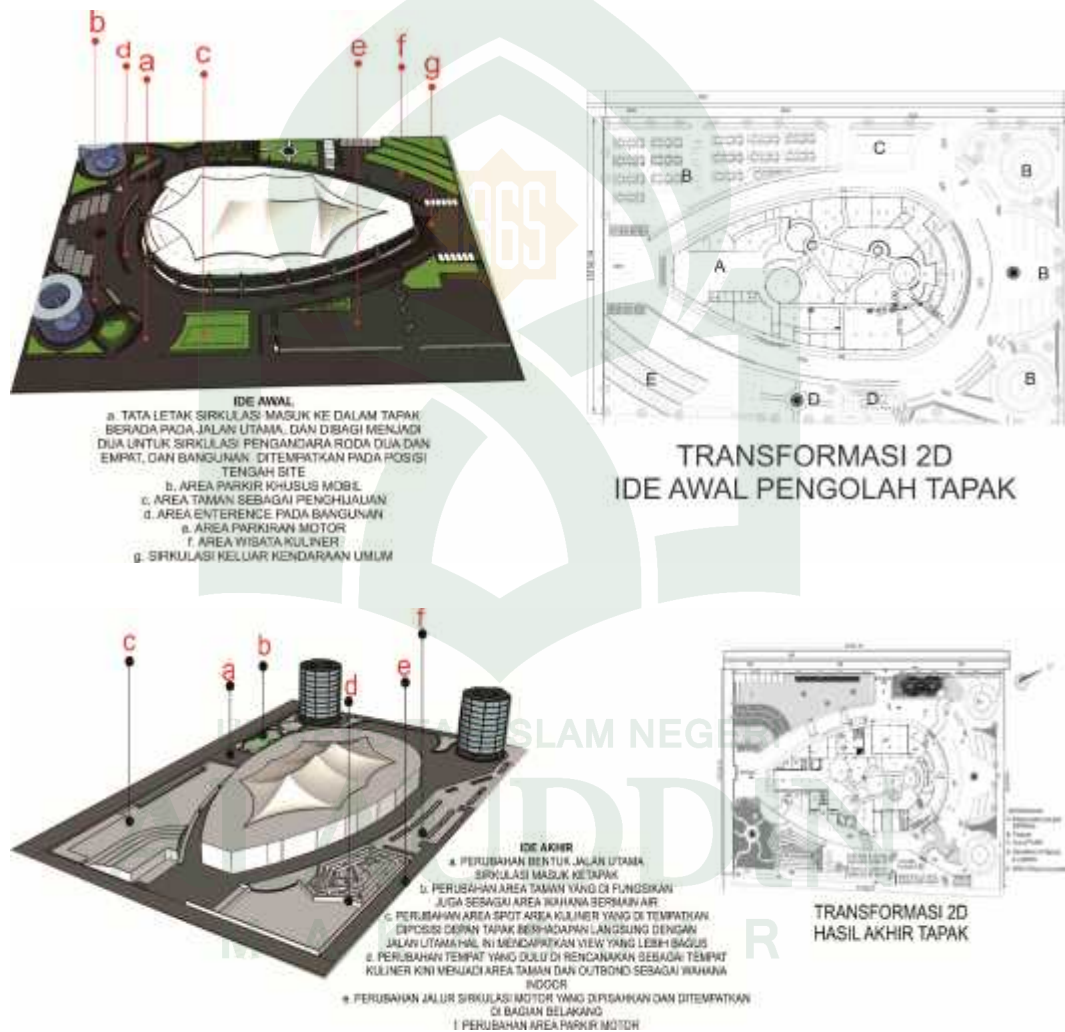 b
d
a
c
e
f
g
IDE AWAL
a. TATA LETAK SIRKULASI MASUK KE DALAM TAPAK
BERADA PADA JALAN UTAMA, DAN DIBAGI MENJADI
DUA UNTUK SIRKULASI PENGANDARA RODA DUA DAN
EMPAT, DAN BANGUNAN DITEMPATKAN PADA POSISI
TENGAH SITE
b. AREA PARKIR KHUSUS MOBIL
c. AREA TAMAN SEBAGAI PENGHIJAUAN
d. AREA ENTERENCE PADA BANGUNAN
e. AREA PARKIRAN MOTOR
f. AREA WISATA KULINER
g. SIRKULASI KELUAR KENDARAAN UMUM
B
C
B
A
B
E
D
D
B
TRANSFORMASI 2D
IDE AWAL PENGOLAH TAPAK
1965
c
a
b
d
e
f
IDE AKHIR
a. PERUBAHAN BENTUK JALAN UTAMA
SIRKULASI MASUK KETAPAK
b. PERUBAHAN AREA TAMAN YANG DI FUNGSIKAN
JUGA SEBAGAI AREA WAHANA BERMAIN AIR
c. PERUBAHAN AREA SPOT AREA KULINER YANG DI TEMPATKAN
DIPOSISI DEPAN TAPAK BERHADAPAN LANGSUNG DENGAN
JALAN UTAMA HAL INI MENDAPATKAN VIEW YANG LEBIH BAGUS
d. PERUBAHAN TEMPAT YANG DULU DI RENCANAKAN SEBAGAI TEMPAT
KULINER KINI MENJADI AREA TAMAN DAN OUTBOND SEBAGAI WAHANA
INDOOR
e. PERUBAHAN JALUR SIRKULASI MOTOR YANG DIPISAHKAN DAN DITEMPATKAN
DI BAGIAN BELAKANG
f. PERUBAHAN AREA PARKIR MOTOR
TRANSFORMASI 2D
HASIL AKHIR TAPAK